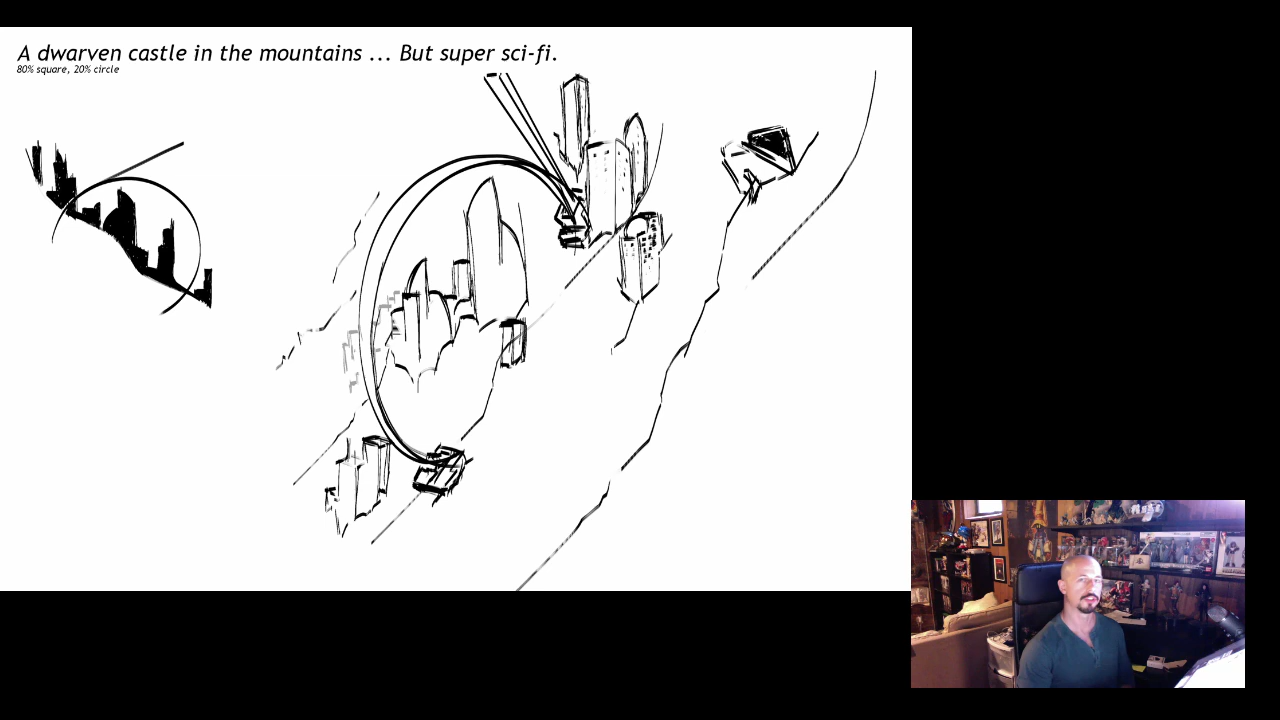 A dwarven castle in the mountains ... But super sci-fi.
80% square, 20% circle